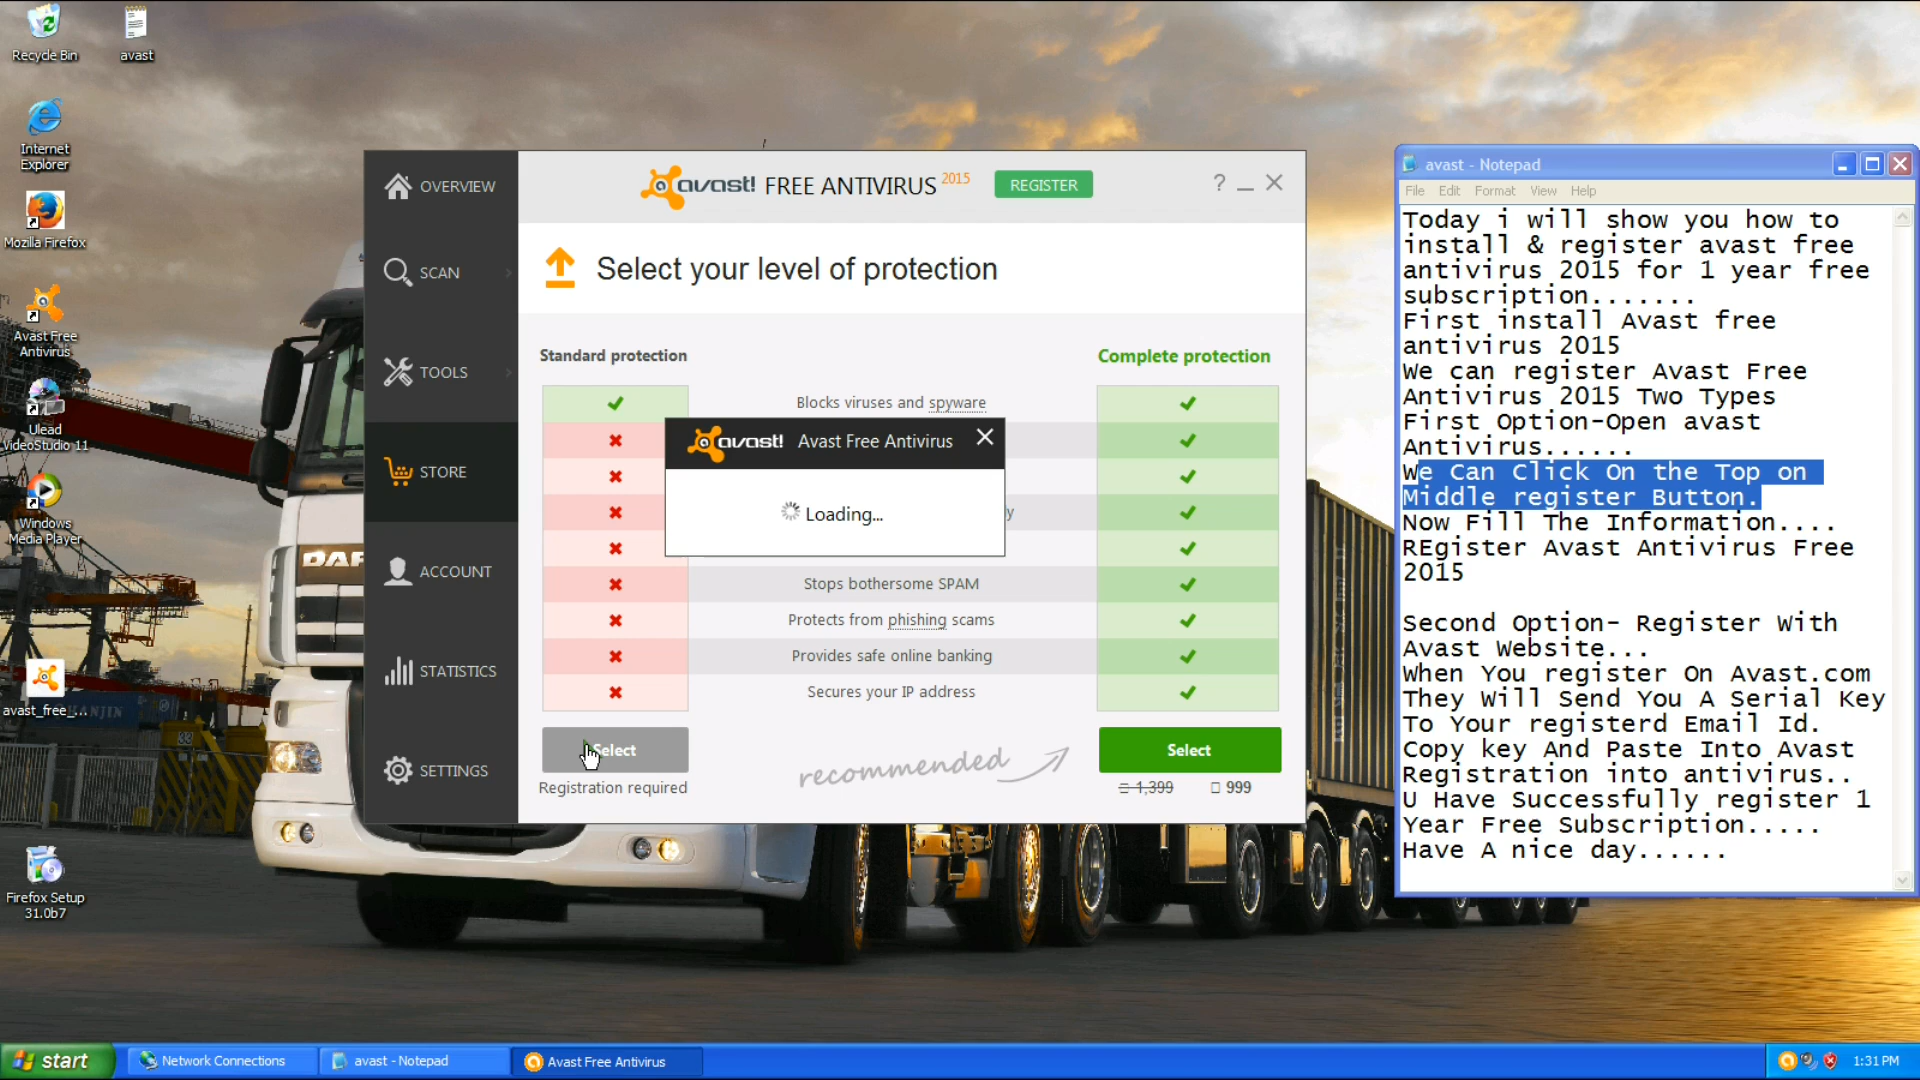 Recycle Bin
avast
Internet
Explorer
Mozilla Firefox
Avast Free
Antivirus
Ulead
VideoStudio 11
Windows
Media Player
avast_free_...
Firefox Setup
31.0b7
OVERVIEW
SCAN
TOOLS
STORE
ACCOUNT
STATISTICS
SETTINGS
avast! FREE ANTIVIRUS 2015
REGISTER
?
Select your level of protection
Standard protection
Complete protection
Blocks viruses and spyware
avast! Avast Free Antivirus
Loading...
Stops bothersome SPAM
Protects from phishing scams
Provides safe online banking
Secures your IP address
Select
Registration required
recommended
Select
1,399 999
DAF
HANJIN
33
avast - Notepad
File Edit Format View Help
Today i will show you how to
install & register avast free
antivirus 2015 for 1 year free
subscription.......
First install Avast free
antivirus 2015
We can register Avast Free
Antivirus 2015 Two Types
First Option-Open avast
Antivirus......
We Can Click On the Top on
Middle register Button.
Now Fill The Information....
REgister Avast Antivirus Free
2015
Second Option- Register With
Avast Website...
When You register On Avast.com
They Will Send You A Serial Key
To Your registerd Email Id.
Copy key And Paste Into Avast
Registration into antivirus..
U Have Successfully register 1
Year Free Subscription.....
Have A nice day......
start
Network Connections
avast - Notepad
Avast Free Antivirus
1:31 PM